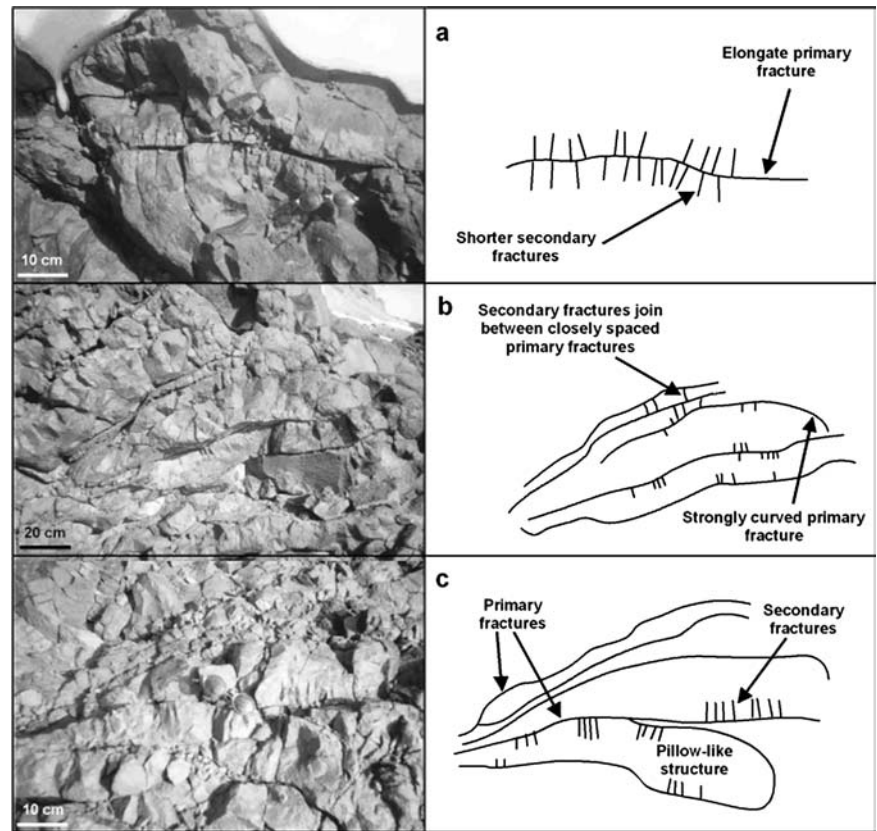 a
Elongate primary
fracture
Shorter secondary
fractures
10 cm
b
Secondary fractures join
between closely spaced
primary fractures
Strongly curved primary
fracture
20 cm
c
Primary
fractures
Secondary
fractures
Pillow-like
structure
10 cm